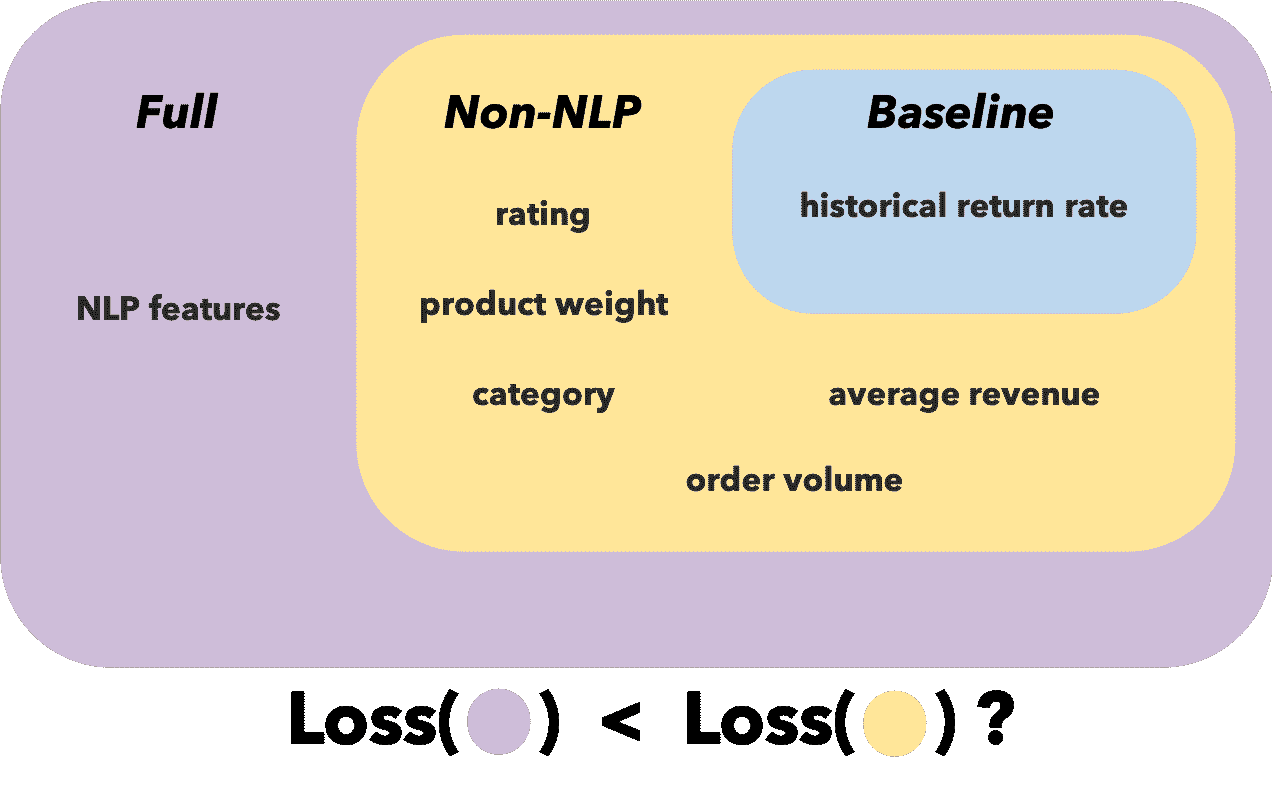 Full
Non-NLP
Baseline
rating
historical return rate
NLP features
product weight
category
average revenue
order volume
Loss( ) < Loss( ) ?